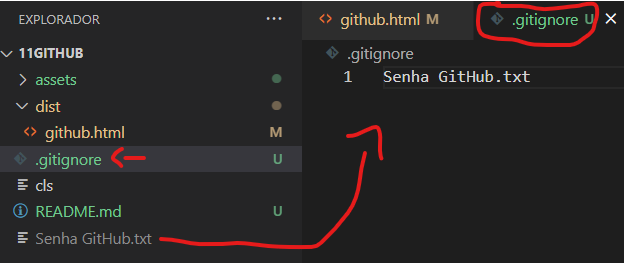 EXPLORADOR
11GITHUB
assets
dist
github.html M
.gitignore U
cls
README.md U
Senha GitHub.txt
github.html M
.gitignore U
.gitignore
1 Senha GitHub.txt